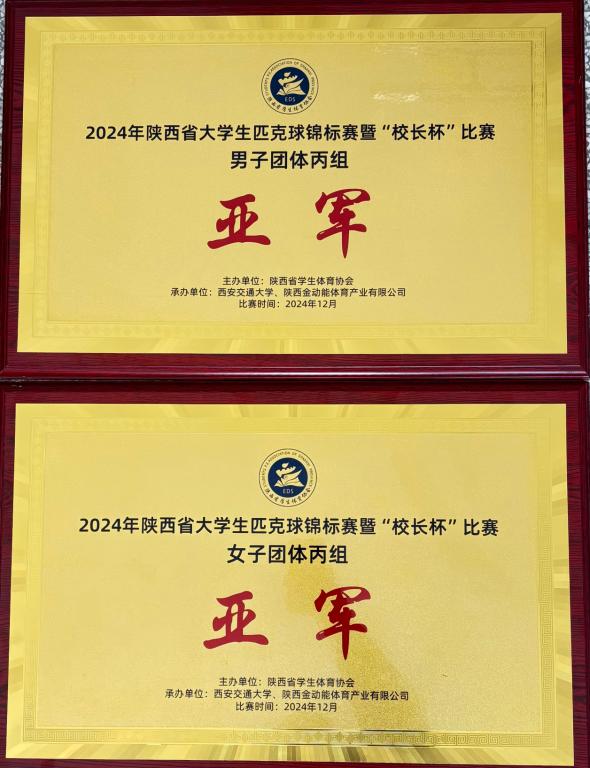 EDS
2024年陕西省大学生匹克球锦标赛暨“校长杯”比赛
男子团体丙组
亚军
主办单位：陕西省学生体育协会
承办单位：西安交通大学、陕西金动能体育产业有限公司
比赛时间：2024年12月
EDS
2024年陕西省大学生匹克球锦标赛暨“校长杯”比赛
女子团体丙组
亚军
主办单位：陕西省学生体育协会
承办单位：西安交通大学、陕西金动能体育产业有限公司
比赛时间：2024年12月